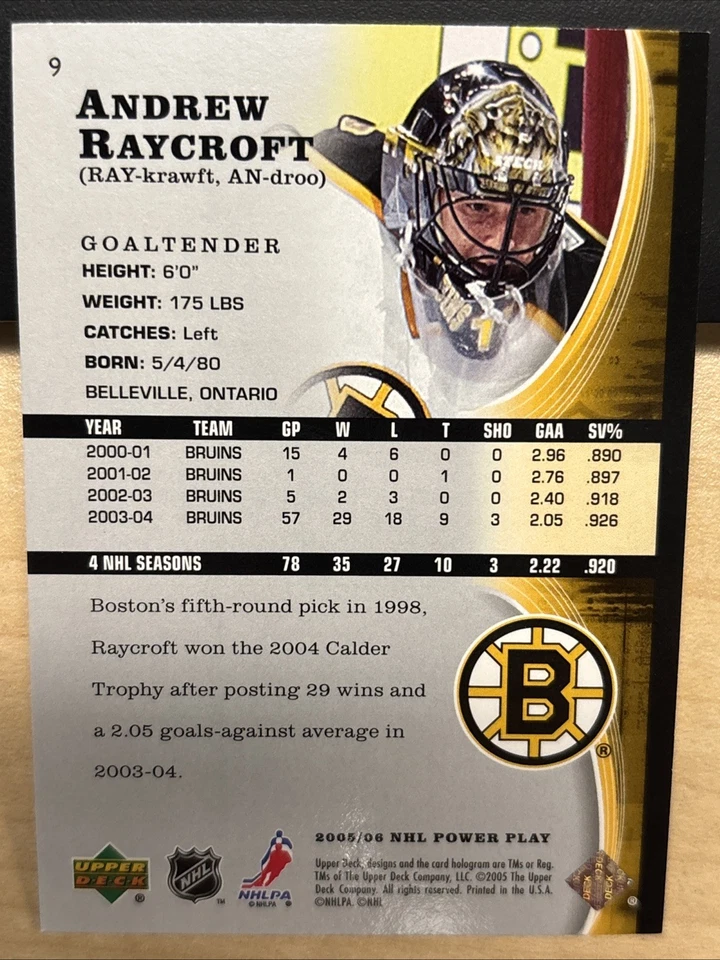 9
ANDREW
RAYCROFT
(RAY-krawft, AN-droo)
GOALTENDER
HEIGHT: 6'0"
WEIGHT: 175 LBS
CATCHES: Left
BORN: 5/4/80
BELLEVILLE, ONTARIO
YEAR TEAM GP W L T SHO GAA SV%
2000-01 BRUINS 15 4 6 0 0 2.96 .890
2001-02 BRUINS 1 0 0 1 0 2.76 .897
2002-03 BRUINS 5 2 3 0 0 2.40 .918
2003-04 BRUINS 57 29 18 9 3 2.05 .926
4 NHL SEASONS 78 35 27 10 3 2.22 .920
Boston's fifth-round pick in 1998,
Raycroft won the 2004 Calder
Trophy after posting 29 wins and
a 2.05 goals-against average in
2003-04.
B
®
2005/06 NHL POWER PLAY
Upper Deck, designs and the card hologram are TMs or Reg.
TMs of The Upper Deck Company, LLC. ©2005 The Upper
Deck Company. All rights reserved. Printed in the U.S.A.
©NHLPA. ©NHL
UPPER
DECK
®
NHL
TM
NHLPA
©NHLPA ®
DECK
DECK
®